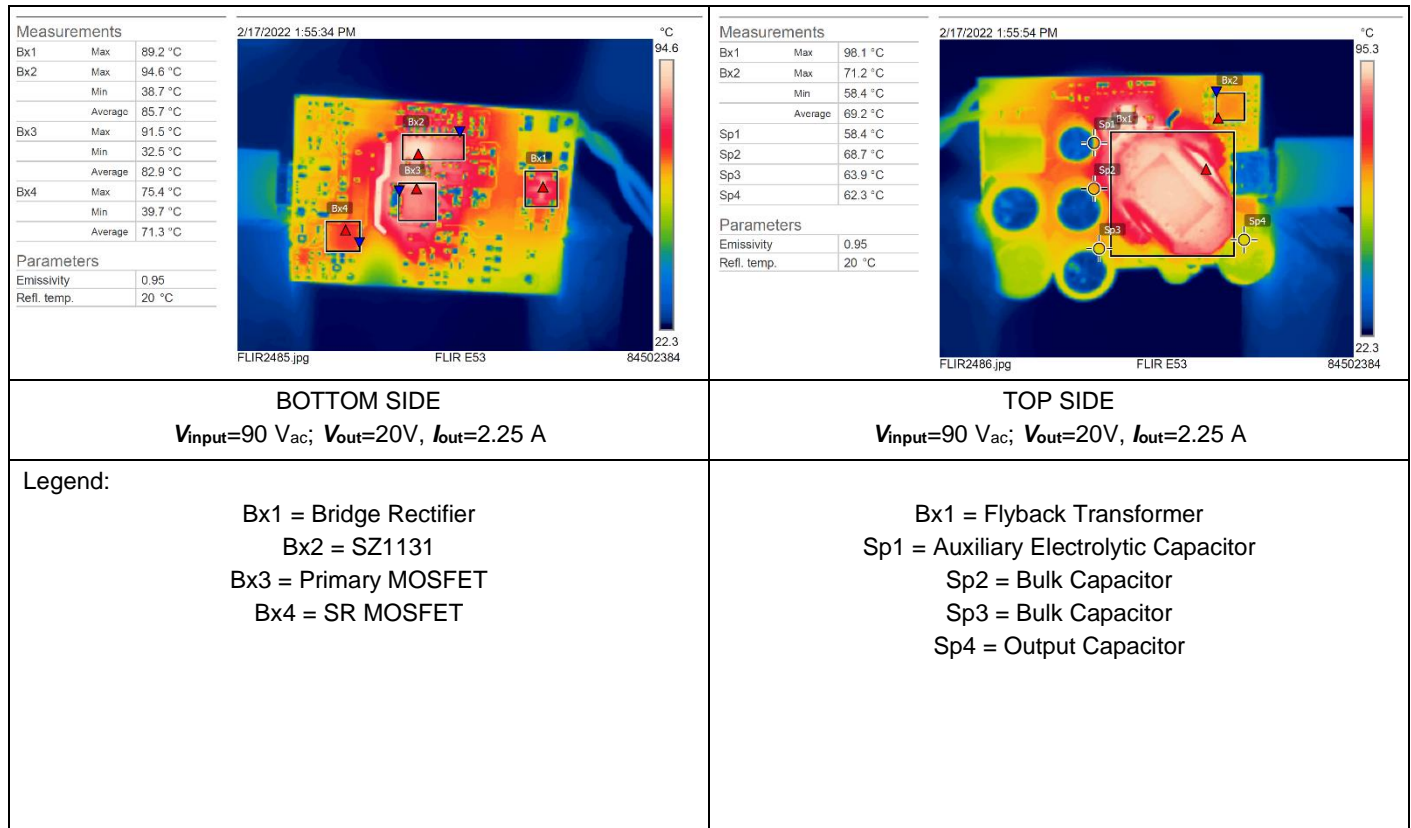 Measurements
Bx1 Max 89.2 °C
Bx2 Max 94.6 °C
Min 38.7 °C
Average 85.7 °C
Bx3 Max 91.5 °C
Min 32.5 °C
Average 82.9 °C
Bx4 Max 75.4 °C
Min 39.7 °C
Average 71.3 °C
Parameters
Emissivity 0.95
Refl. temp. 20 °C
2/17/2022 1:55:34 PM
°C
94.6
Bx2
Bx1
Bx3
Bx4
22.3
FLIR2485.jpg FLIR E53 84502384
Measurements
Bx1 Max 98.1 °C
Bx2 Max 71.2 °C
Min 58.4 °C
Average 69.2 °C
Sp1 58.4 °C
Sp2 68.7 °C
Sp3 63.9 °C
Sp4 62.3 °C
Parameters
Emissivity 0.95
Refl. temp. 20 °C
2/17/2022 1:55:54 PM
°C
95.3
Bx2
Sp1 Bx1
Sp2
Sp4
Sp3
22.3
FLIR2486.jpg FLIR E53 84502384
BOTTOM SIDE
Vinput=90 Vac; Vout=20V, Iout=2.25 A
TOP SIDE
Vinput=90 Vac; Vout=20V, Iout=2.25 A
Legend:
Bx1 = Bridge Rectifier
Bx2 = SZ1131
Bx3 = Primary MOSFET
Bx4 = SR MOSFET
Bx1 = Flyback Transformer
Sp1 = Auxiliary Electrolytic Capacitor
Sp2 = Bulk Capacitor
Sp3 = Bulk Capacitor
Sp4 = Output Capacitor